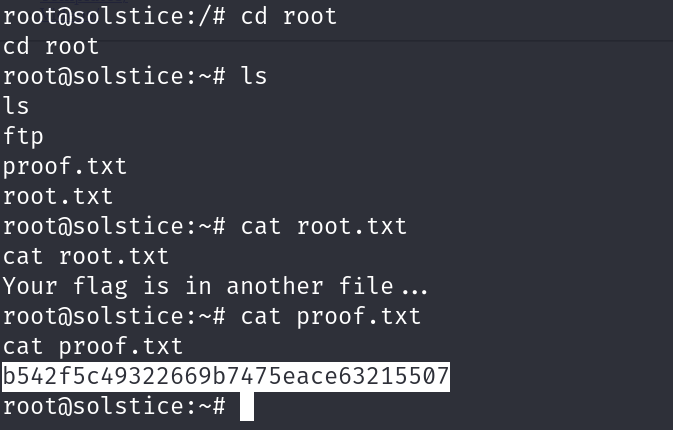 root@solstice:/# cd root
cd root
root@solstice:~# ls
ls
ftp
proof.txt
root.txt
root@solstice:~# cat root.txt
cat root.txt
Your flag is in another file...
root@solstice:~# cat proof.txt
cat proof.txt
b542f5c49322669b7475eace63215507
root@solstice:~#